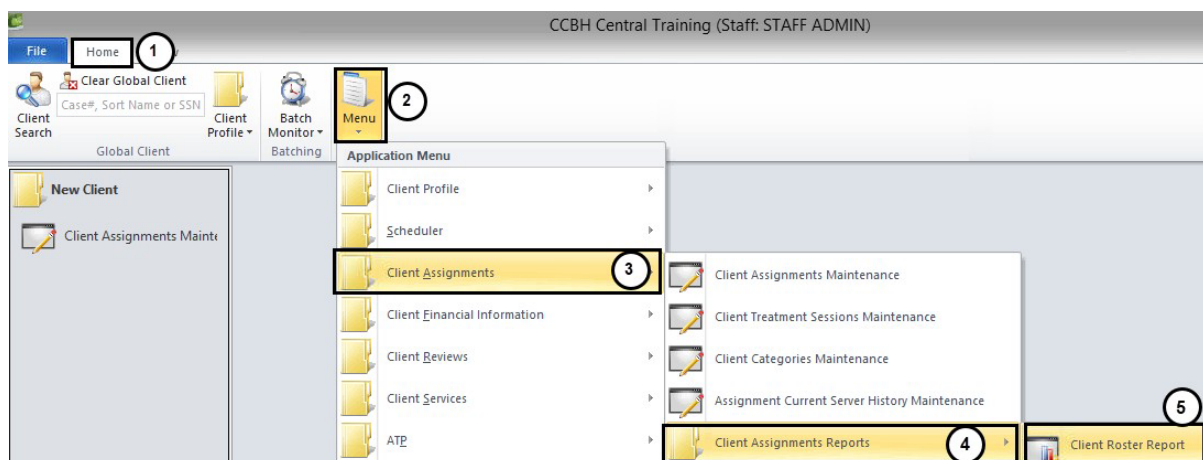 CCBH Central Training (Staff: STAFF ADMIN)
File
Home
1
Clear Global Client
Case#, Sort Name or SSN
Client Search
Client Profile
Global Client
Batch Monitor
Batching
Menu
2
Application Menu
New Client
Client Assignments Mainte
Client Profile
Scheduler
Client Assignments
3
Client Financial Information
Client Reviews
Client Services
ATP
Client Assignments Maintenance
Client Treatment Sessions Maintenance
Client Categories Maintenance
Assignment Current Server History Maintenance
Client Assignments Reports
4
5
Client Roster Report